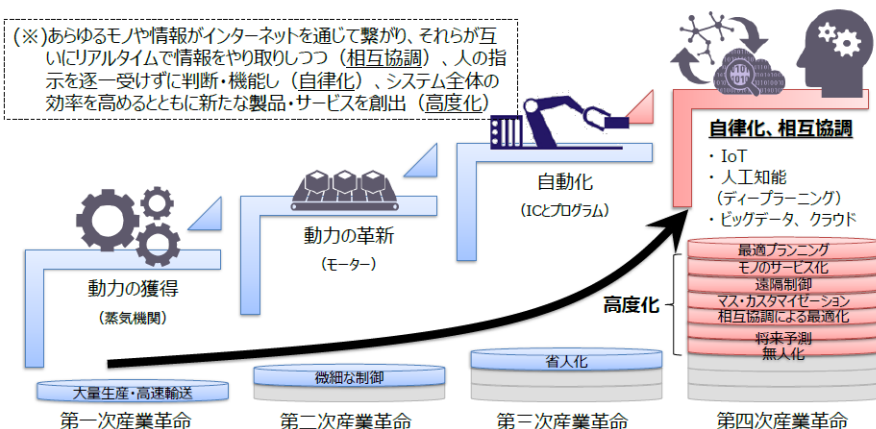 (※)あらゆるモノや情報がインターネットを通じて繋がり、それらが互
いにリアルタイムで情報をやり取りしつつ（相互協調）、人の指
示を逐一受けずに判断・機能し（自律化）、システム全体の
効率を高めるとともに新たな製品・サービスを創出（高度化）
動力の獲得
(蒸気機関)
動力の革新
(モーター)
自動化
(ICとプログラム)
自律化、相互協調
・IoT
・人工知能
（ディープラーニング）
・ビッグデータ、クラウド
高度化
最適プランニング
モノのサービス化
遠隔制御
マス・カスタマイゼーション
相互協調による最適化
将来予測
無人化
大量生産・高速輸送
微細な制御
省人化
第一次産業革命
第二次産業革命
第三次産業革命
第四次産業革命